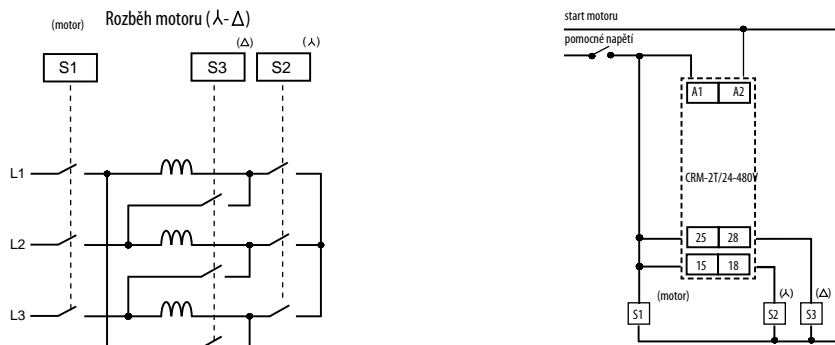 (motor) Rozběh motoru (⅄-Δ)
(Δ) (⅄)
S1 S3 S2
L1
L2
L3
start motoru
pomocné napětí
A1 A2
CRM-2T/24-480V
25 28
15 18
(motor) (⅄) (Δ)
S1 S2 S3